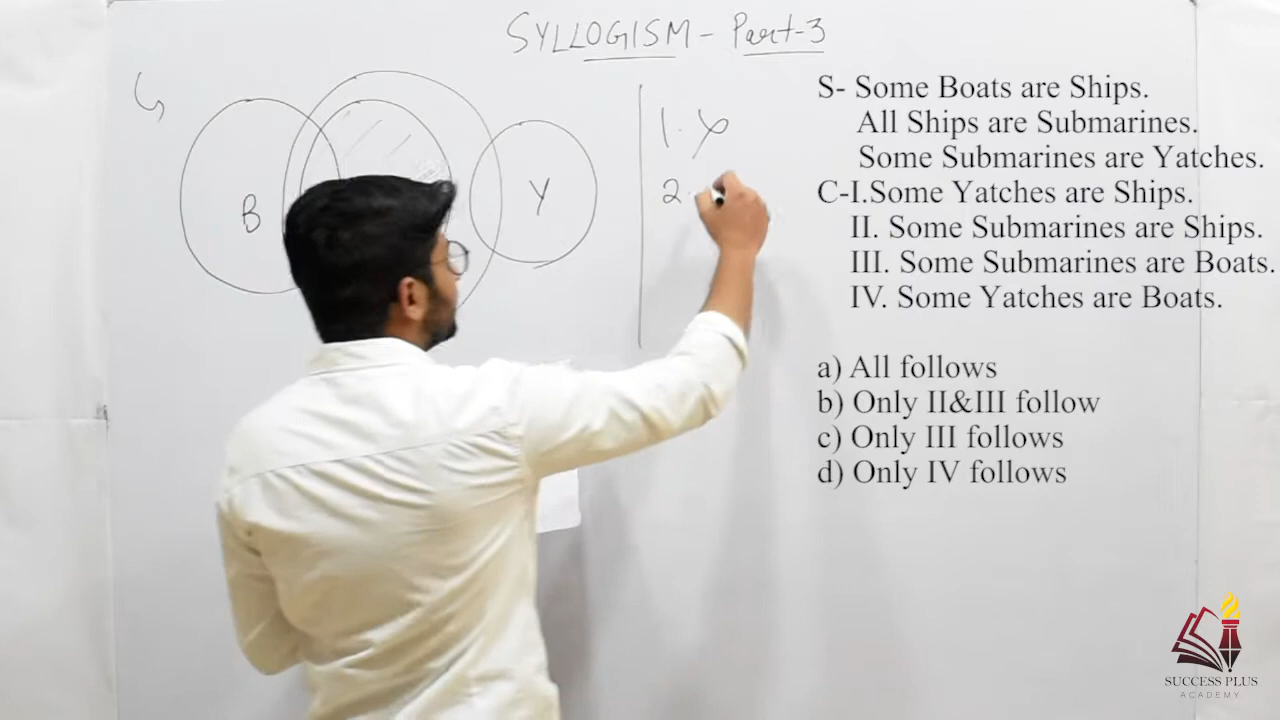 SYLLOGISM - Part-3
B
Y
1. ✗
2.
S- Some Boats are Ships.
All Ships are Submarines.
Some Submarines are Yatches.
C-I.Some Yatches are Ships.
II. Some Submarines are Ships.
III. Some Submarines are Boats.
IV. Some Yatches are Boats.
a) All follows
b) Only II&III follow
c) Only III follows
d) Only IV follows
SUCCESS PLUS
ACADEMY